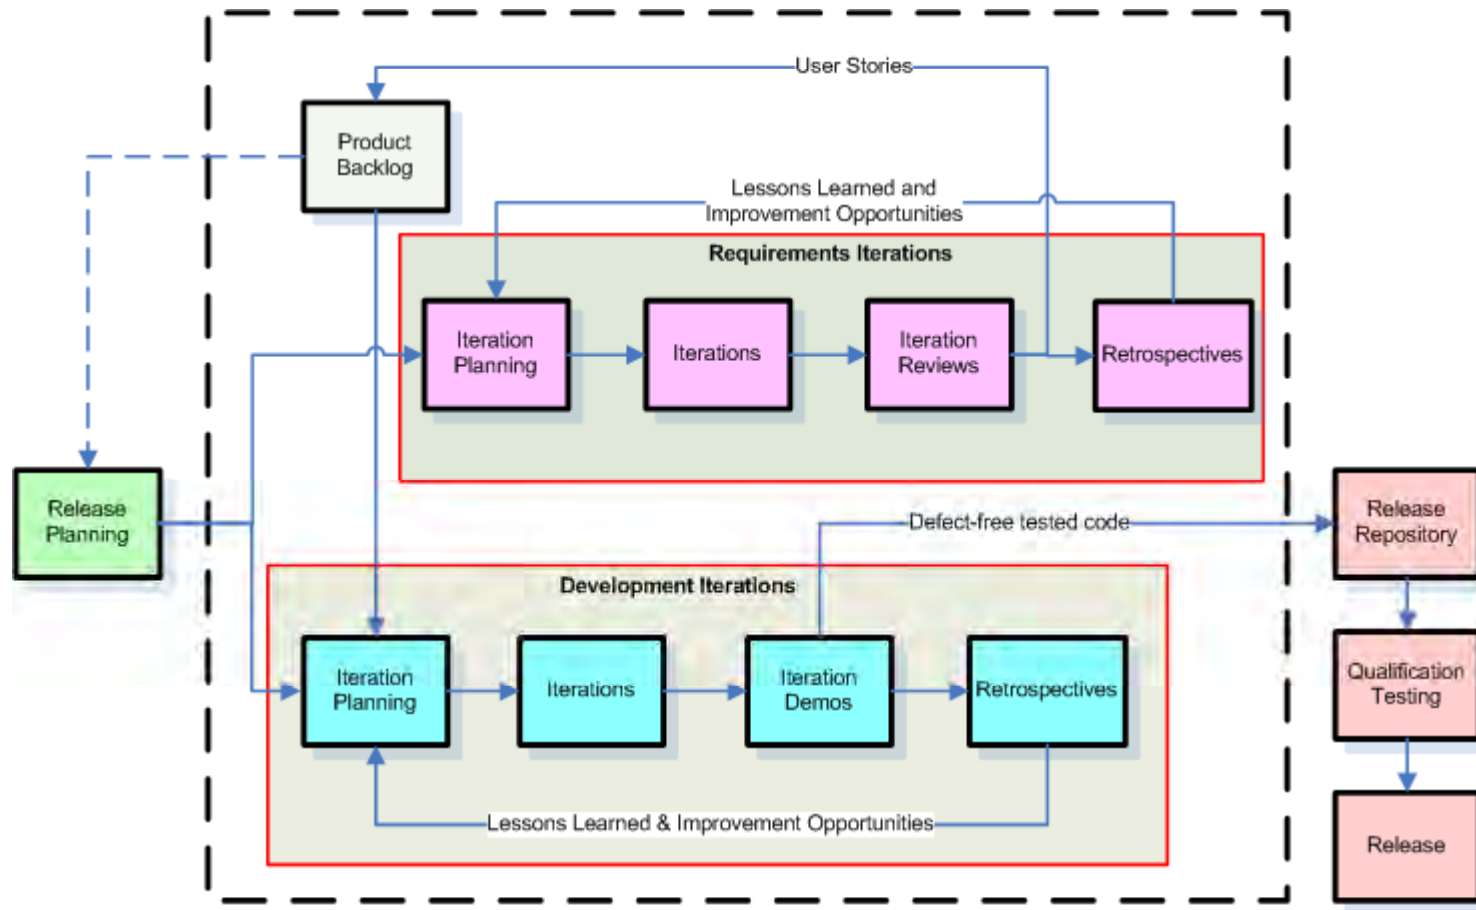 User Stories
Product
Backlog
Lessons Learned and
Improvement Opportunities
Requirements Iterations
Iteration
Planning
Iterations
Iteration
Reviews
Retrospectives
Release
Planning
Defect-free tested code
Release
Repository
Development Iterations
Iteration
Planning
Iterations
Iteration
Demos
Retrospectives
Qualification
Testing
Lessons Learned & Improvement Opportunities
Release